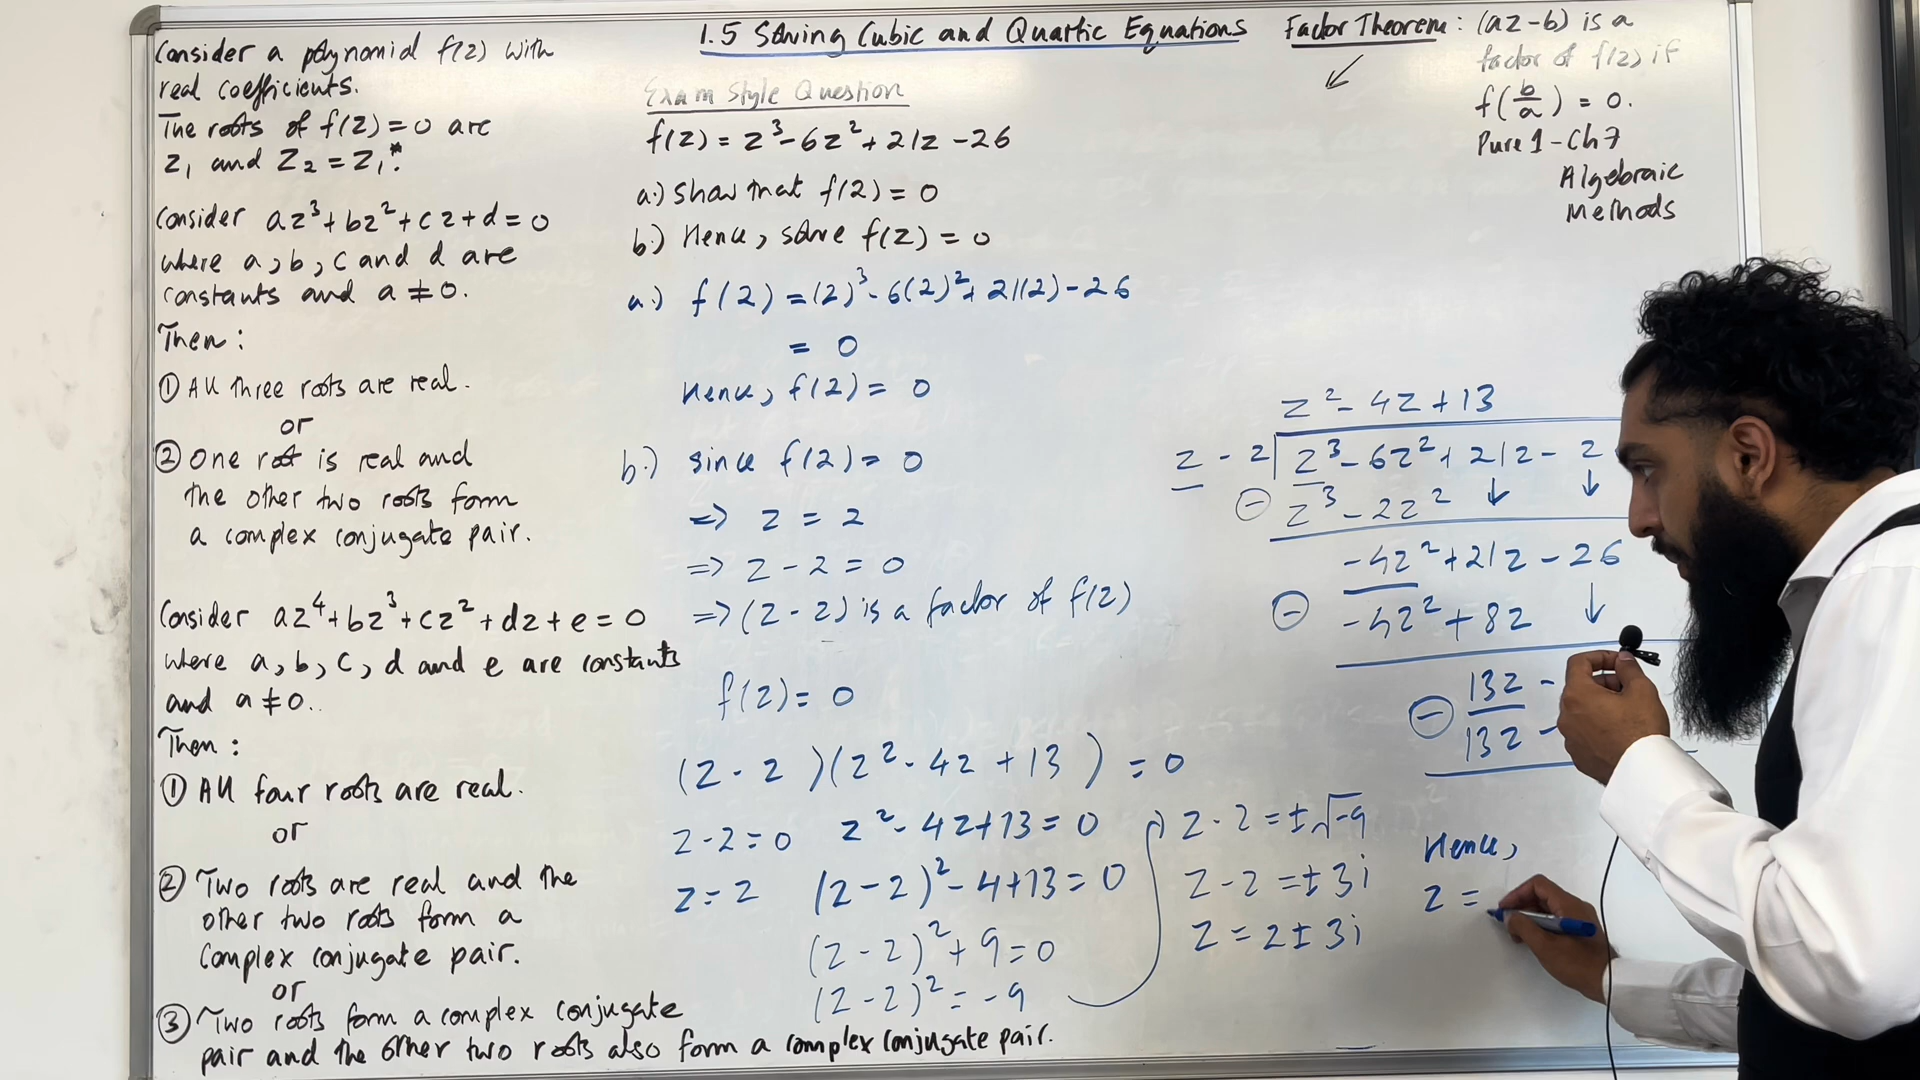 1.5 Solving Cubic and Quartic Equations
Consider a polynomial f(z) with
real coefficients.
The roots of f(z) = 0 are
z₁ and z₂ = z₁*.
Consider az³ + bz² + cz + d = 0
where a, b, c and d are
constants and a ≠ 0.
Then:
① All three roots are real.
or
② One root is real and
the other two roots form
a complex conjugate pair.
Consider az⁴ + bz³ + cz² + dz + e = 0
where a, b, c, d and e are constants
and a ≠ 0.
Then:
① All four roots are real.
or
② Two roots are real and the
other two roots form a
complex conjugate pair.
or
③ Two roots form a complex conjugate
pair and the other two roots also form a complex conjugate pair.
Exam Style Question
f(z) = z³ - 6z² + 21z - 26
a.) Show that f(2) = 0
b.) Hence, solve f(z) = 0
a.) f(2) = (2)³ - 6(2)² + 21(2) - 26
= 0
Hence, f(2) = 0
b.) Since f(2) = 0
=> z = 2
=> z - 2 = 0
=> (z - 2) is a factor of f(z)
f(z) = 0
(z - 2)(z² - 4z + 13) = 0
z - 2 = 0
z = 2
z² - 4z + 13 = 0
(z - 2)² - 4 + 13 = 0
(z - 2)² + 9 = 0
(z - 2)² = -9
z - 2 = ±√-9
z - 2 = ± 3i
z = 2 ± 3i
Factor Theorem: (az - b) is a
factor of f(z) if
f(b/a) = 0.
Pure 1 - Ch 7
Algebraic
Methods
z² - 4z + 13
z - 2 z³ - 6z² + 21z - 2
⊖ z³ - 2z²
-4z² + 21z - 26
⊖ -4z² + 8z
13z -
⊖ 13z -
Hence,
z =